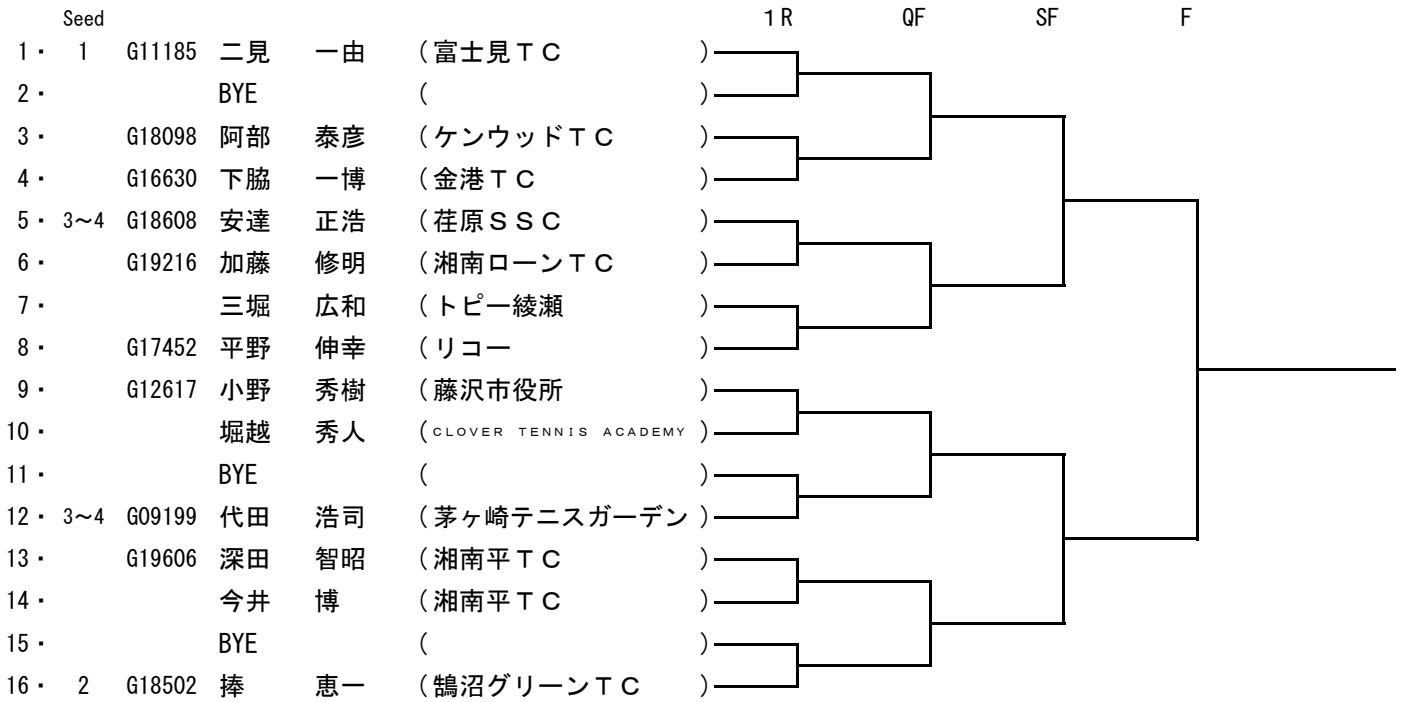 Seed 1R QF SF F
1・ 1 G11185 二見 一由 (富士見TC )
2・ BYE ( )
3・ G18098 阿部 泰彦 (ケンウッドTC )
4・ G16630 下脇 一博 (金港TC )
5・ 3~4 G18608 安達 正浩 (荏原SSC )
6・ G19216 加藤 修明 (湘南ローンTC )
7・ 三堀 広和 (トピー綾瀬 )
8・ G17452 平野 伸幸 (リコー )
9・ G12617 小野 秀樹 (藤沢市役所 )
10・ 堀越 秀人 (CLOVER TENNIS ACADEMY )
11・ BYE ( )
12・ 3~4 G09199 代田 浩司 (茅ヶ崎テニスガーデン )
13・ G19606 深田 智昭 (湘南平TC )
14・ 今井 博 (湘南平TC )
15・ BYE ( )
16・ 2 G18502 捧 恵一 (鵠沼グリーンTC )